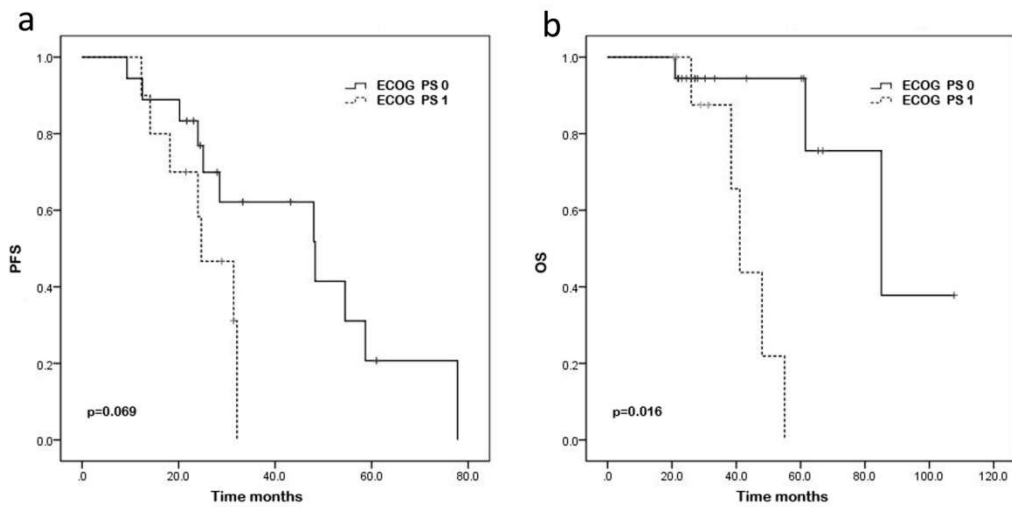 a
1.0
0.8
0.6
0.4
0.2
0.0
PFS
ECOG PS 0
ECOG PS 1
p=0.069
.0 20.0 40.0 60.0 80.0
Time months
b
1.0
0.8
0.6
0.4
0.2
0.0
OS
ECOG PS 0
ECOG PS 1
p=0.016
.0 20.0 40.0 60.0 80.0 100.0 120.0
Time months